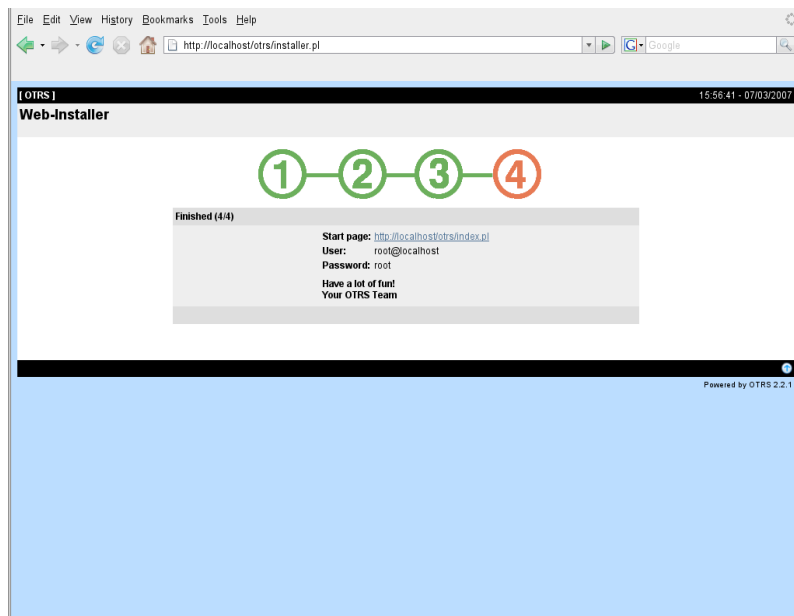 File Edit View History Bookmarks Tools Help
http://localhost/otrs/installer.pl G Google
[ OTRS ] 15:56:41 - 07/03/2007
Web-Installer
1 2 3 4
Finished (4/4)
Start page: http://localhost/otrs/index.pl
User: root@localhost
Password: root
Have a lot of fun!
Your OTRS Team
Powered by OTRS 2.2.1